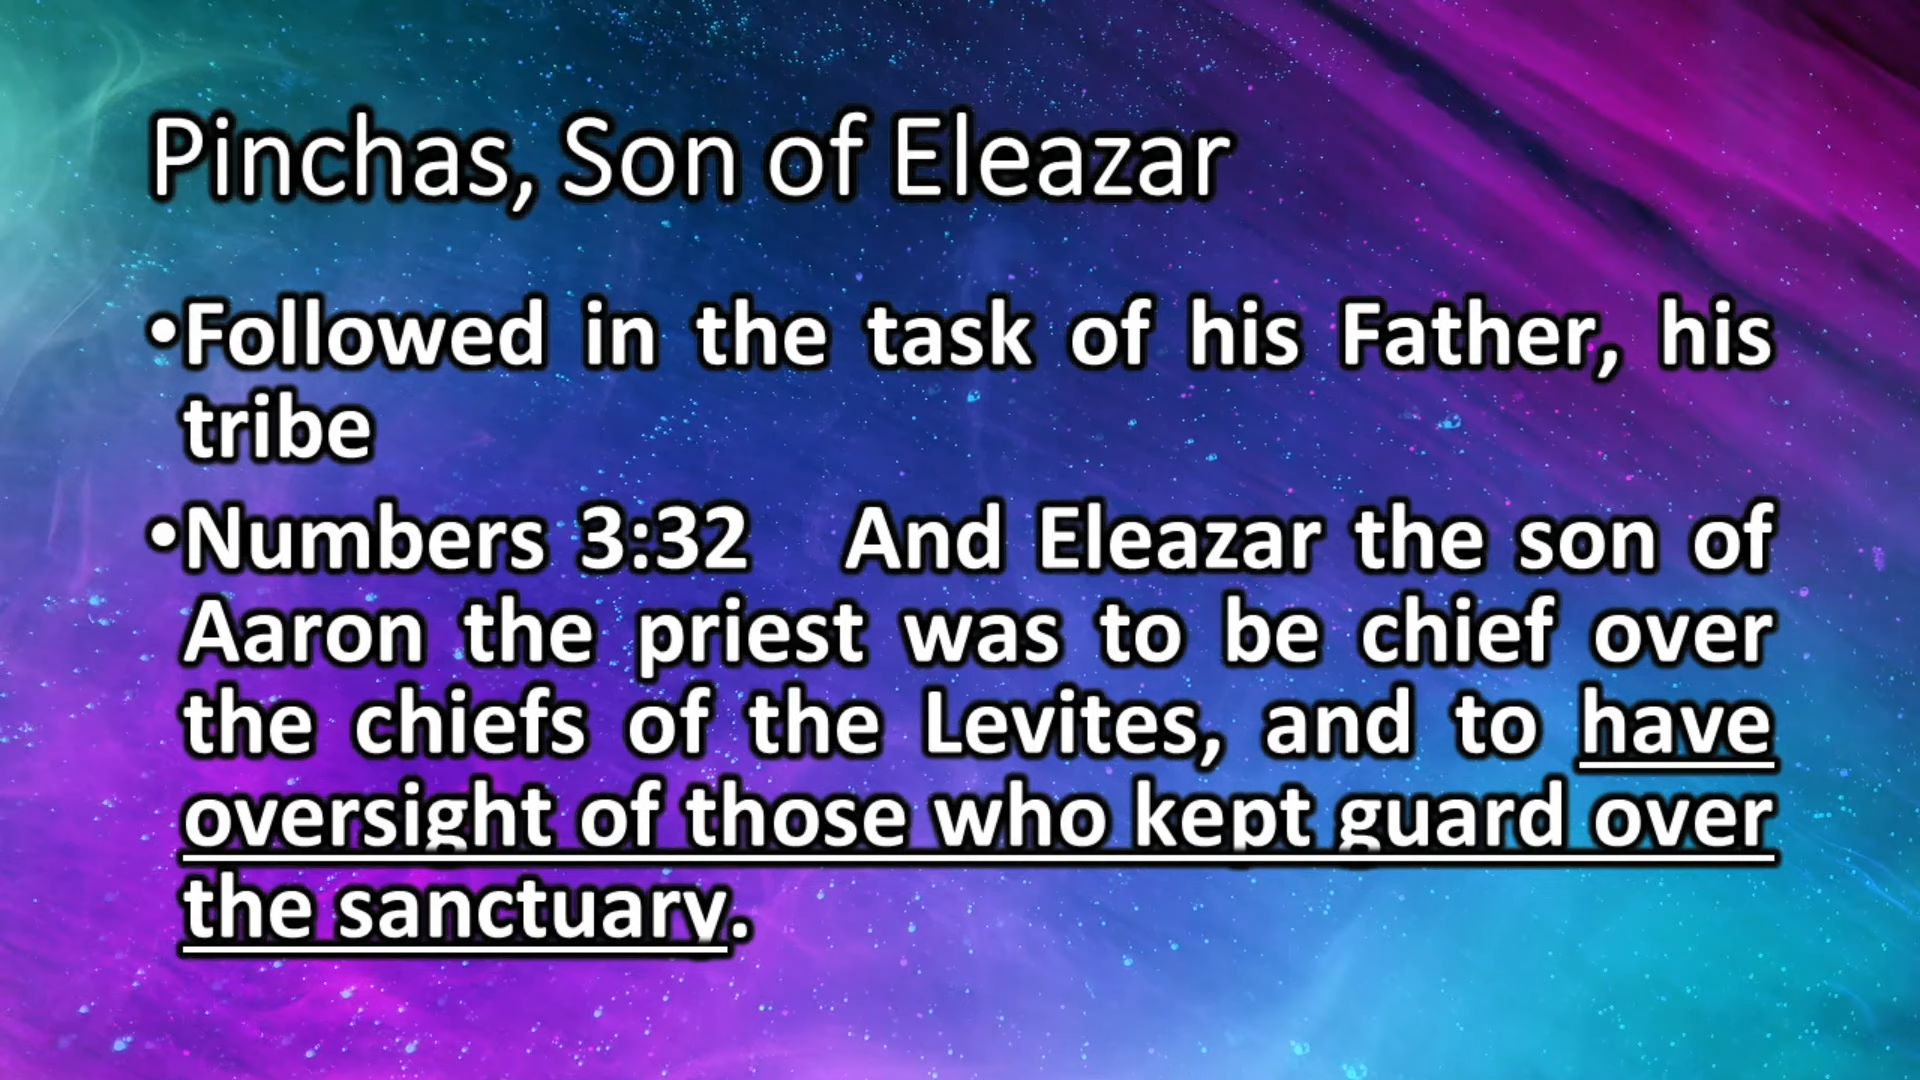 Pinchas, Son of Eleazar
•Followed in the task of his Father, his
tribe
•Numbers 3:32 And Eleazar the son of
Aaron the priest was to be chief over
the chiefs of the Levites, and to have
oversight of those who kept guard over
the sanctuary.